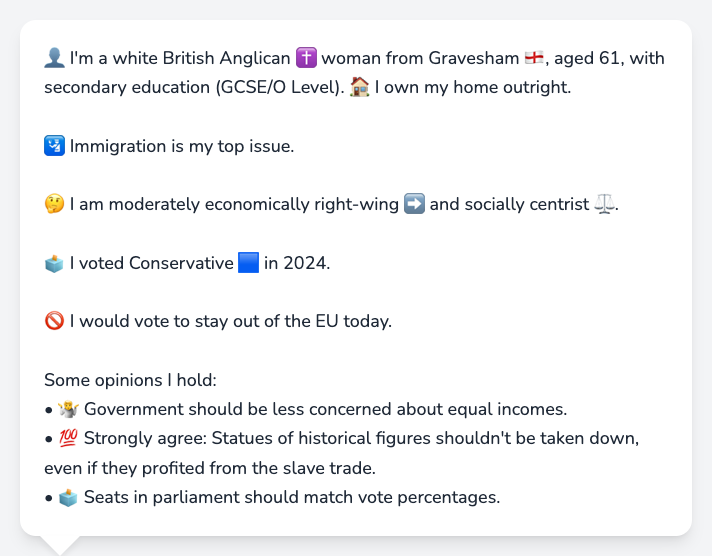 👤 I'm a white British Anglican ✝️ woman from Gravesham 🏴󠁧󠁢󠁥󠁮󠁧󠁿, aged 61, with
secondary education (GCSE/O Level). 🏠 I own my home outright.
🛂 Immigration is my top issue.
🤔 I am moderately economically right-wing ➡️ and socially centrist ⚖️.
🗳️ I voted Conservative 🟦 in 2024.
🚫 I would vote to stay out of the EU today.
Some opinions I hold:
• 🤷 Government should be less concerned about equal incomes.
• 💯 Strongly agree: Statues of historical figures shouldn't be taken down,
even if they profited from the slave trade.
• 🗳️ Seats in parliament should match vote percentages.